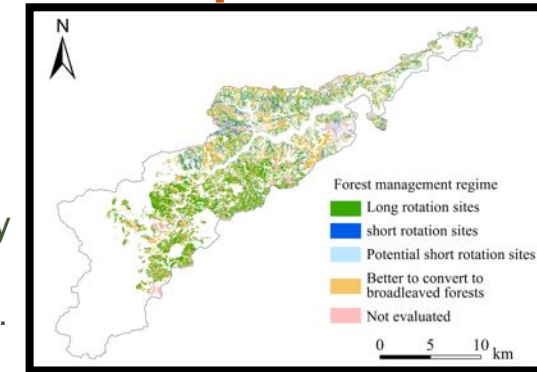 N
y
.
Forest management regime
Long rotation sites
short rotation sites
Potential short rotation sites
Better to convert to
broadleaved forests
Not evaluated
0 5 10
km